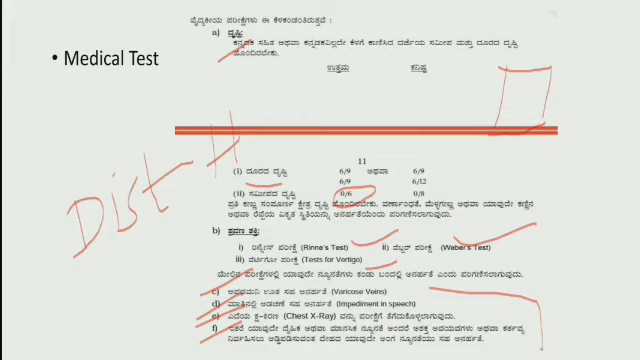 ವೈದ್ಯಕೀಯ ಪರೀಕ್ಷೆಗಳು ಈ ಕೆಳಕಂಡಂತಿರುತ್ತವೆ :
• Medical Test
a) ದೃಷ್ಟಿ:
ಕನ್ನಡಕ ಸಹಿತ ಅಥವಾ ಕನ್ನಡಕವಿಲ್ಲದೇ ಕೆಳಗೆ ಕಾಣಿಸಿದ ದರ್ಜೆಯ ಸಮೀಪ ಮತ್ತು ದೂರದ ದೃಷ್ಟಿ
ಹೊಂದಿರಬೇಕು.
ಉತ್ತಮ ಕನಿಷ್ಟ
11
(i) ದೂರದ ದೃಷ್ಟಿ 6/9 ಅಥವಾ 6/9
6/9 6/12
(ii) ಸಮೀಪದ ದೃಷ್ಟಿ 0/6 0/8
ಪ್ರತಿ ಕಣ್ಣು ಸಂಪೂರ್ಣ ಕ್ಷೇತ್ರ ದೃಷ್ಟಿ ಹೊಂದಿರಬೇಕು. ವರ್ಣಾಂಧತೆ, ಮೆಳ್ಳಗಣ್ಣು ಅಥವಾ ಯಾವುದೇ ಕಣ್ಣಿನ
ಅಥವಾ ರೆಪ್ಪೆಯ ವಿಕೃತ ಸ್ಥಿತಿಯನ್ನು ಅನರ್ಹತೆಯೆಂದು ಪರಿಗಣಿಸಲಾಗುವುದು.
Dist-H
b) ಶ್ರವಣ ಶಕ್ತಿ:
i) ರಿನ್ನೇಸ್ ಪರೀಕ್ಷೆ (Rinne's Test) ii) ವೆಬ್ಬರ್ ಪರೀಕ್ಷೆ (Weber's Test)
iii) ವೆರ್ಟಿಗೋ ಪರೀಕ್ಷೆ (Tests for Vertigo)
ಮೇಲಿನ ಪರೀಕ್ಷೆಗಳಲ್ಲಿ ಯಾವುದೇ ನ್ಯೂನತೆಗಳು ಕಂಡು ಬಂದಲ್ಲಿ ಅನರ್ಹತೆ ಎಂದು ಪರಿಗಣಿಸಲಾಗುವುದು.
c) ಅಪಧಮನಿ ಊತ ಸಹ ಅನರ್ಹತೆ (Varicose Veins)
d) ಮಾತಿನಲ್ಲಿ ಅಡಚಣೆ ಸಹ ಅನರ್ಹತೆ (Impediment in speech)
e) ಎದೆಯ ಕ್ಷ-ಕಿರಣ (Chest X-Ray) ವನ್ನು ಪರೀಕ್ಷೆಗೆ ತೆಗೆದುಕೊಳ್ಳಲಾಗುವುದು.
f) ಇತರೆ ಯಾವುದೇ ದೈಹಿಕ ಅಥವಾ ಮಾನಸಿಕ ನ್ಯೂನತೆ ಅಂದರೆ ಅಶಕ್ತ ಅವಯವಗಳು ಅಥವಾ ಕರ್ತವ್ಯ
ನಿರ್ವಹಿಸಲು ಅಡ್ಡಿಪಡಿಸುವಂತ ದೇಹದ ಯಾವುದೇ ಅಂಗ ನ್ಯೂನತೆಯು ಸಹ ಅನರ್ಹತೆ.